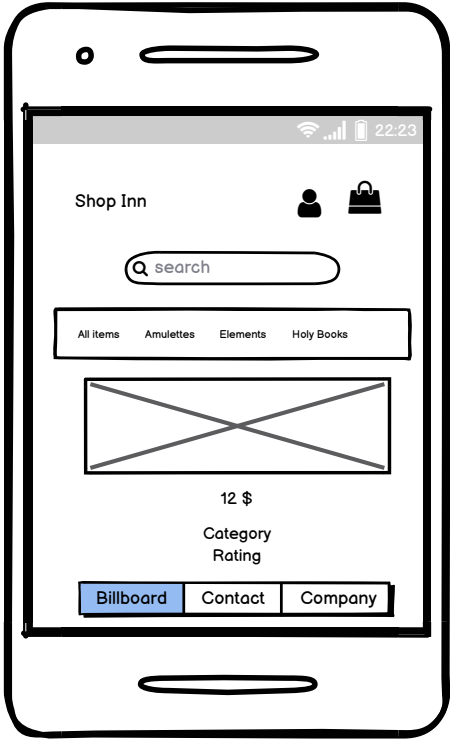 22:23
Shop Inn
search
All items Amulettes Elements Holy Books
12 $
Category
Rating
Billboard Contact Company